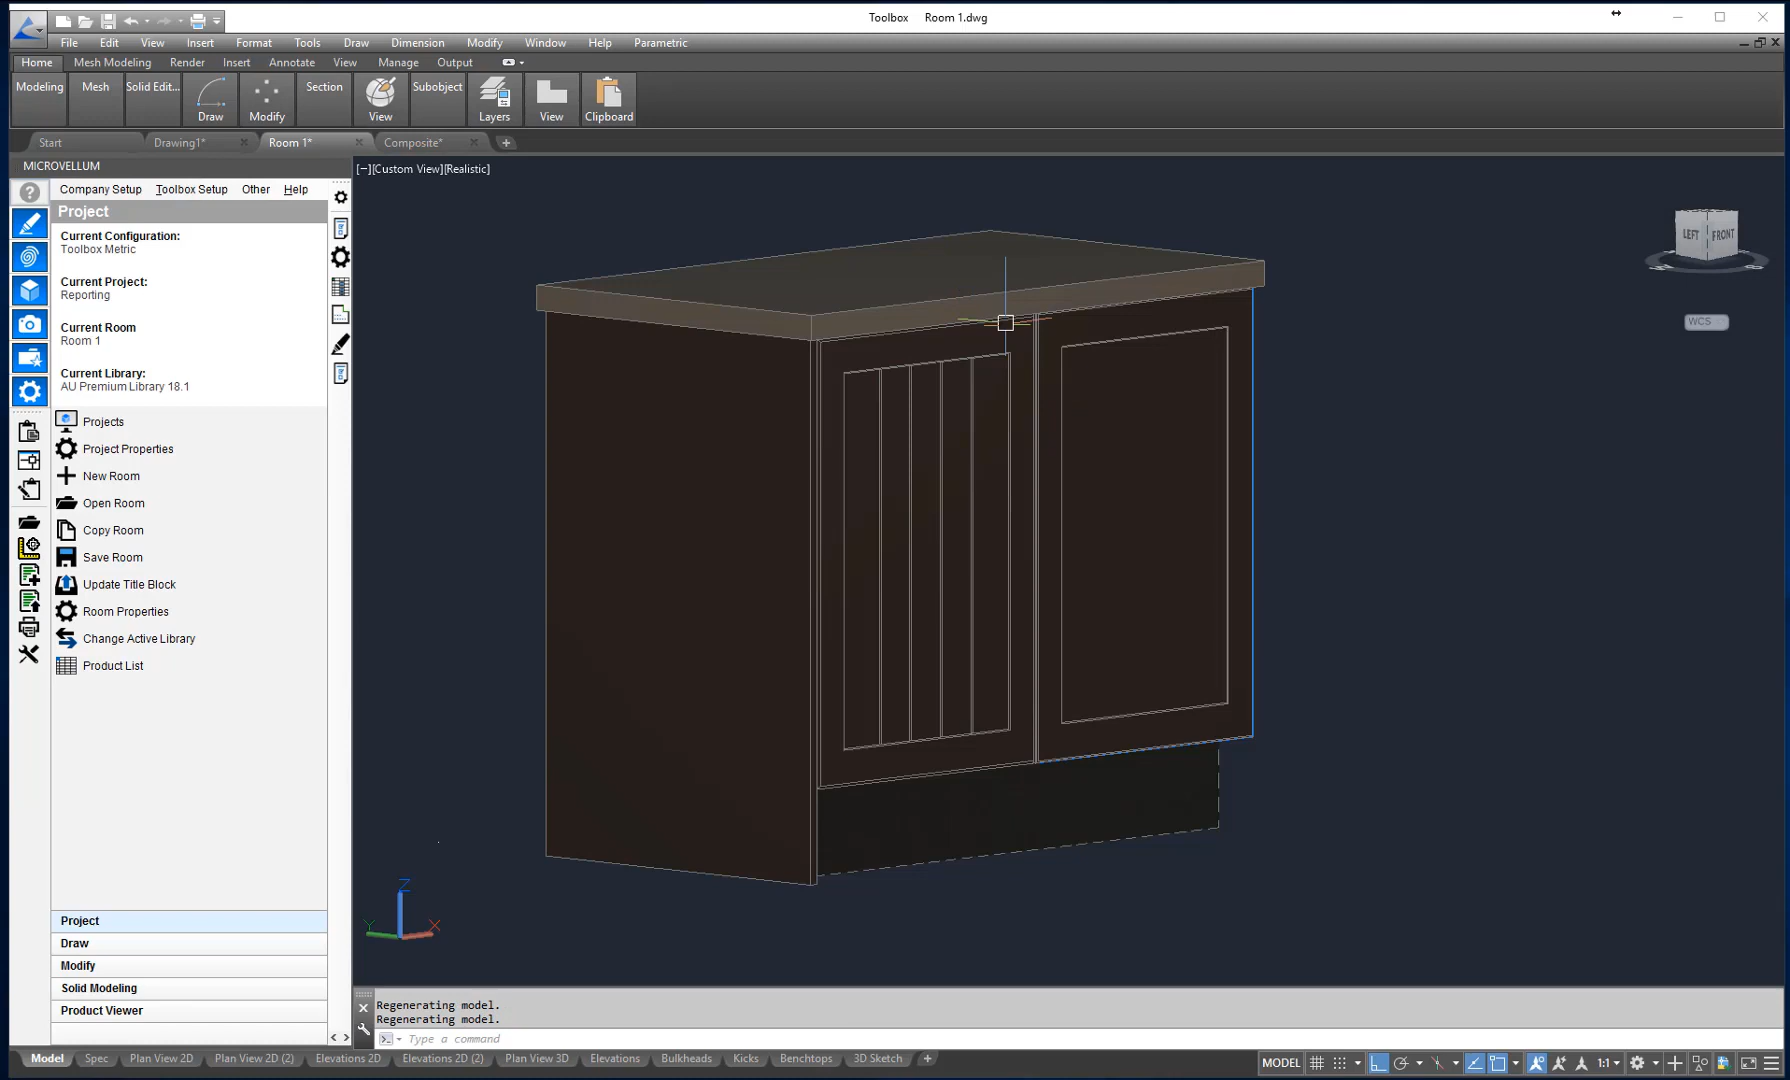 Toolbox Room 1.dwg
File Edit View Insert Format Tools Draw Dimension Modify Window Help Parametric
Home Mesh Modeling Render Insert Annotate View Manage Output
Modeling Mesh Solid Edit... Section Subobject
Draw Modify View Layers View Clipboard
Start Drawing1* Room 1* Composite*
MICROVELLUM
[−][Custom View][Realistic]
Company Setup Toolbox Setup Other Help
Project
Current Configuration:
Toolbox Metric
Current Project:
Reporting
Current Room
Room 1
Current Library:
AU Premium Library 18.1
LEFT FRONT
WCS
Projects
Project Properties
New Room
Open Room
Copy Room
Save Room
Update Title Block
Room Properties
Change Active Library
Product List
Z
Y X
Project
Draw
Modify
Solid Modeling
Product Viewer
Regenerating model.
Regenerating model.
Type a command
Model Spec Plan View 2D Plan View 2D (2) Elevations 2D Elevations 2D (2) Plan View 3D Elevations Bulkheads Kicks Benchtops 3D Sketch
MODEL 1:1